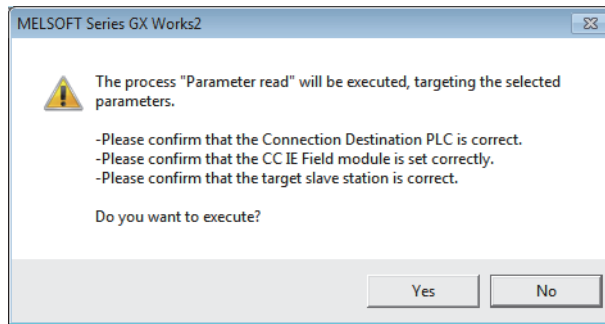 MELSOFT Series GX Works2
The process "Parameter read" will be executed, targeting the selected
parameters.
-Please confirm that the Connection Destination PLC is correct.
-Please confirm that the CC IE Field module is set correctly.
-Please confirm that the target slave station is correct.
Do you want to execute?
Yes
No